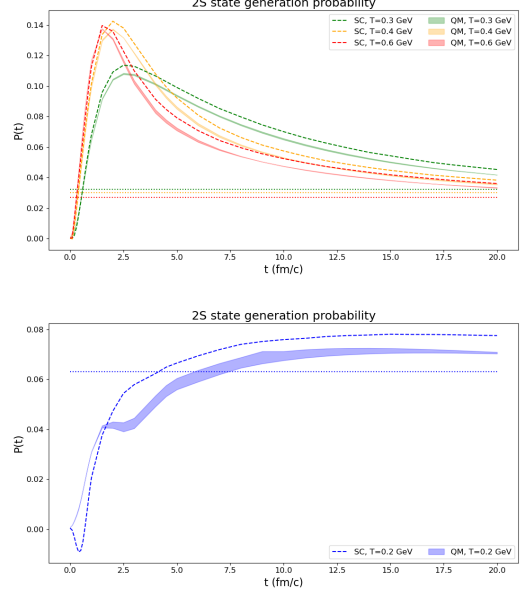 2S state generation probability
SC, T=0.3 GeV QM, T=0.3 GeV
SC, T=0.4 GeV QM, T=0.4 GeV
SC, T=0.6 GeV QM, T=0.6 GeV
P(t)
0.14
0.12
0.10
0.08
0.06
0.04
0.02
0.00
0.0 2.5 5.0 7.5 10.0 12.5 15.0 17.5 20.0
t (fm/c)
2S state generation probability
P(t)
0.08
0.06
0.04
0.02
0.00
SC, T=0.2 GeV QM, T=0.2 GeV
0.0 2.5 5.0 7.5 10.0 12.5 15.0 17.5 20.0
t (fm/c)